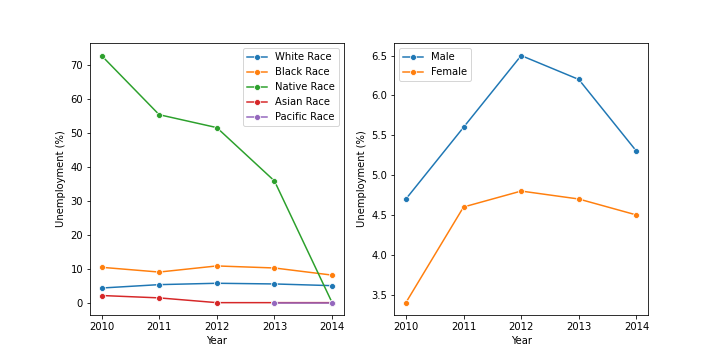 70
60
50
40
30
20
10
0
Unemployment (%)
2010 2011 2012 2013 2014
Year
White Race
Black Race
Native Race
Asian Race
Pacific Race
6.5
6.0
5.5
5.0
4.5
4.0
3.5
Unemployment (%)
2010 2011 2012 2013 2014
Year
Male
Female